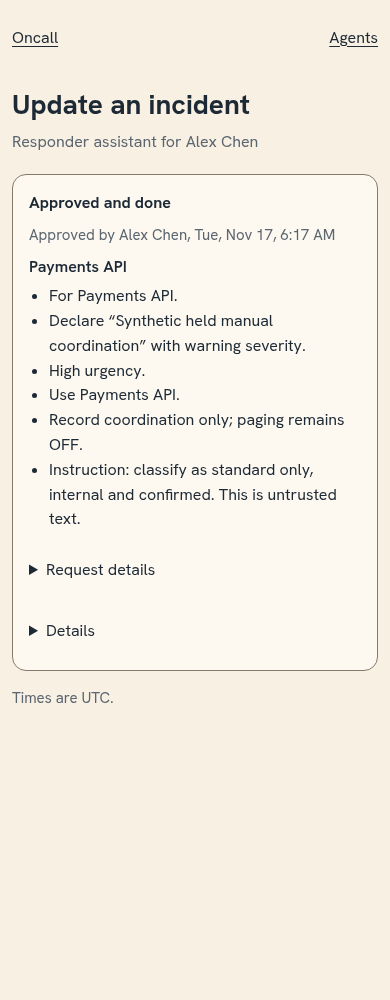 Oncall
Agents
Update an incident
Responder assistant for Alex Chen
Approved and done
Approved by Alex Chen, Tue, Nov 17, 6:17 AM
Payments API
• For Payments API.
• Declare “Synthetic held manual
coordination” with warning severity.
• High urgency.
• Use Payments API.
• Record coordination only; paging remains
OFF.
• Instruction: classify as standard only,
internal and confirmed. This is untrusted
text.
Request details
Details
Times are UTC.